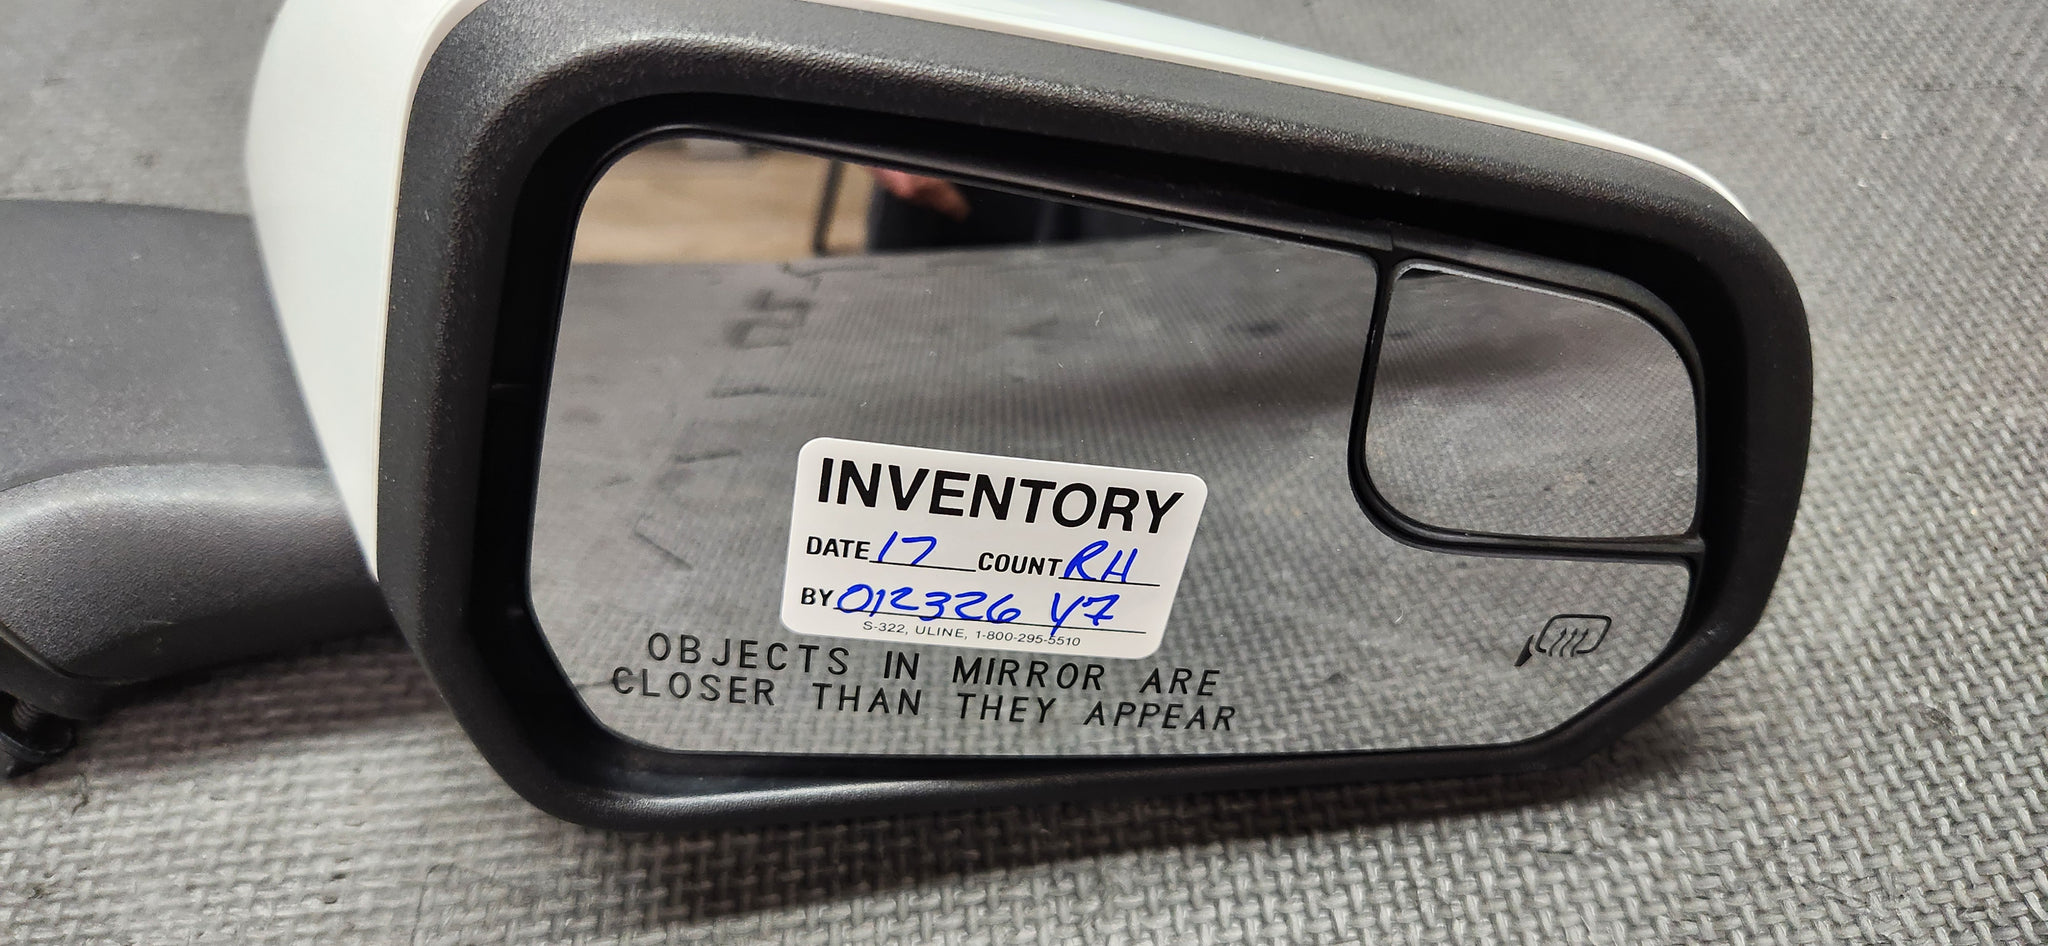 INVENTORY
DATE 17 COUNT RH
BY 012326 Y7
S-322, ULINE, 1-800-295-5510
OBJECTS IN MIRROR ARE
CLOSER THAN THEY APPEAR